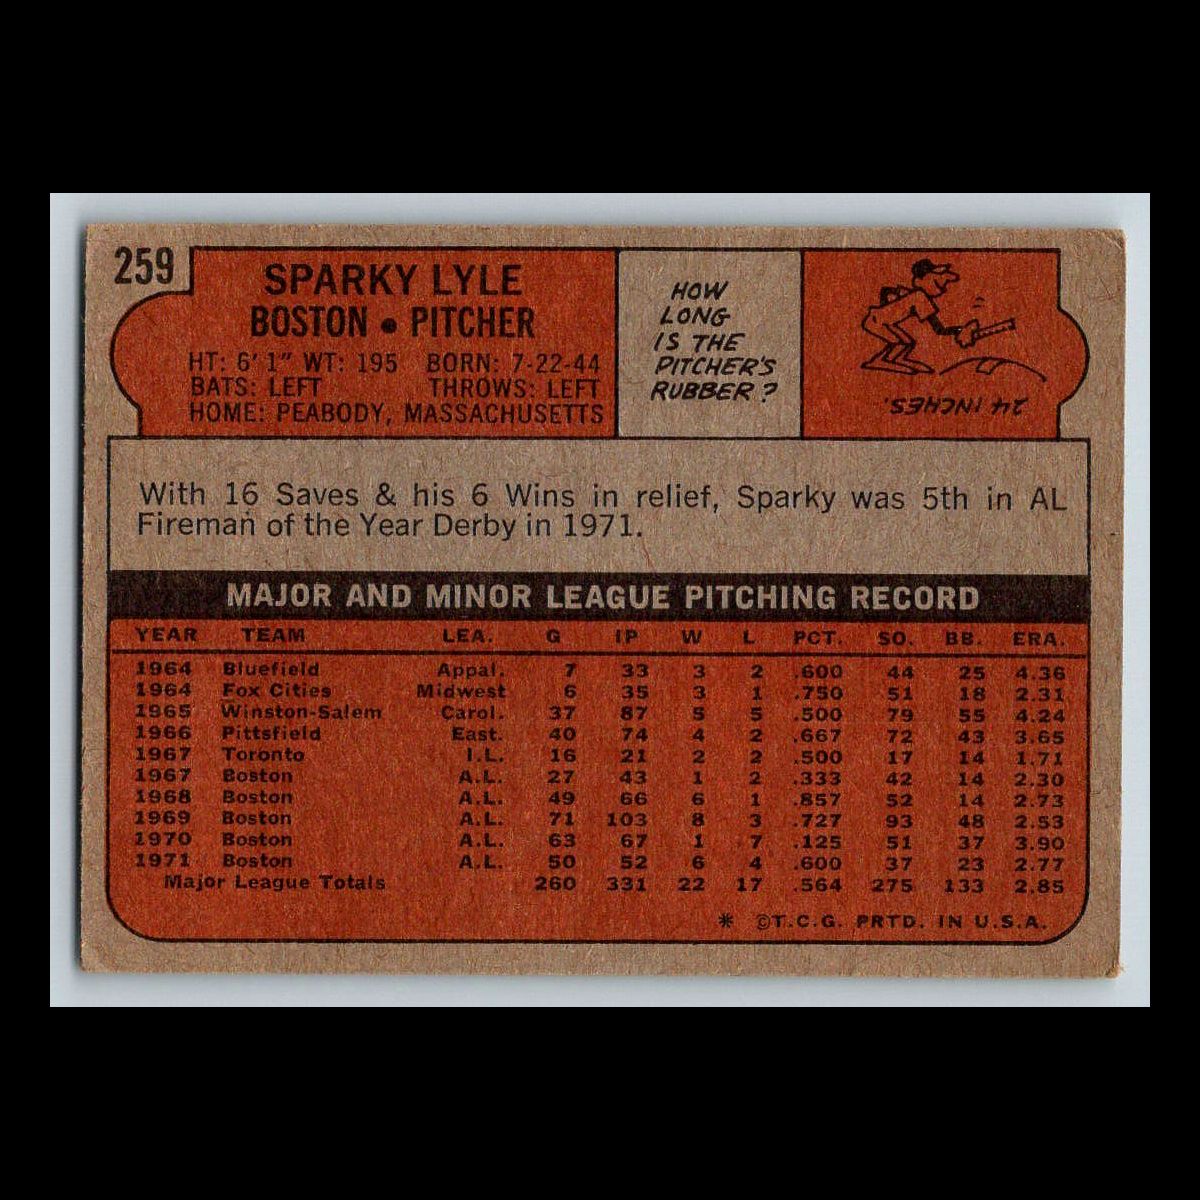 259
SPARKY LYLE
BOSTON • PITCHER
HT: 6' 1" WT: 195 BORN: 7-22-44
BATS: LEFT THROWS: LEFT
HOME: PEABODY, MASSACHUSETTS
HOW
LONG
IS THE
PITCHER'S
RUBBER?
24 INCHES.
With 16 Saves & his 6 Wins in relief, Sparky was 5th in AL
Fireman of the Year Derby in 1971.
MAJOR AND MINOR LEAGUE PITCHING RECORD
YEAR TEAM LEA. G IP W L PCT. SO. BB. ERA.
1964 Bluefield Appal. 7 33 3 2 .600 44 25 4.36
1964 Fox Cities Midwest 6 35 3 1 .750 51 18 2.31
1965 Winston-Salem Carol. 37 87 5 5 .500 79 55 4.24
1966 Pittsfield East. 40 74 4 2 .667 72 43 3.65
1967 Toronto I.L. 16 21 2 2 .500 17 14 1.71
1967 Boston A.L. 27 43 1 2 .333 42 14 2.30
1968 Boston A.L. 49 66 6 1 .857 52 14 2.73
1969 Boston A.L. 71 103 8 3 .727 93 48 2.53
1970 Boston A.L. 63 67 1 7 .125 51 37 3.90
1971 Boston A.L. 50 52 6 4 .600 37 23 2.77
Major League Totals 260 331 22 17 .564 275 133 2.85
* ©T.C.G. PRTD. IN U.S.A.